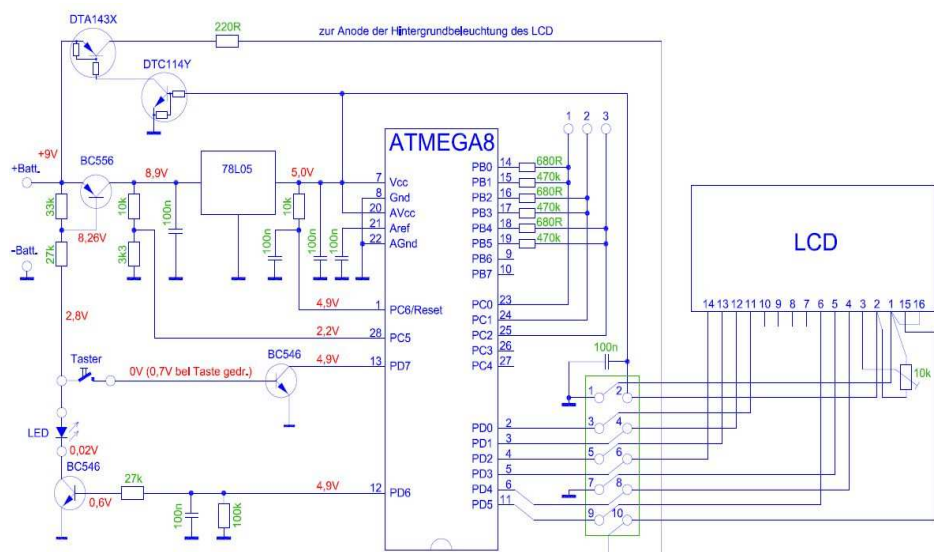 DTA143X
220R
zur Anode der Hintergrundbeleuchtung des LCD
DTC114Y
+9V
+Batt.
BC556
8,9V
78L05
5,0V
ATMEGA8
1 2 3
33k
10k
100n
10k
8,26V
27k
3k3
100n
100n
100n
-Batt.
7 Vcc
8 Gnd
20 AVcc
21 Aref
22 AGnd
PB0 14 680R
PB1 15 470k
PB2 16 680R
PB3 17 470k
PB4 18 680R
PB5 19 470k
PB6 9
PB7 10
LCD
14 13 12 11 10 9 8 7 6 5 4 3 2 1 15 16
2,8V
4,9V
1 PC6/Reset
2,2V
28 PC5
PC0 23
PC1 24
PC2 25
PC3 26
PC4 27
100n
10k
Taster
0V (0,7V bei Taste gedr.)
BC546
4,9V
13 PD7
1 2
3 4
5 6
7 8
9 10
PD0 2
PD1 3
PD2 4
PD3 5
PD4 6
PD5 11
LED
0,02V
BC546
0,6V
27k
100n
100k
4,9V
12 PD6